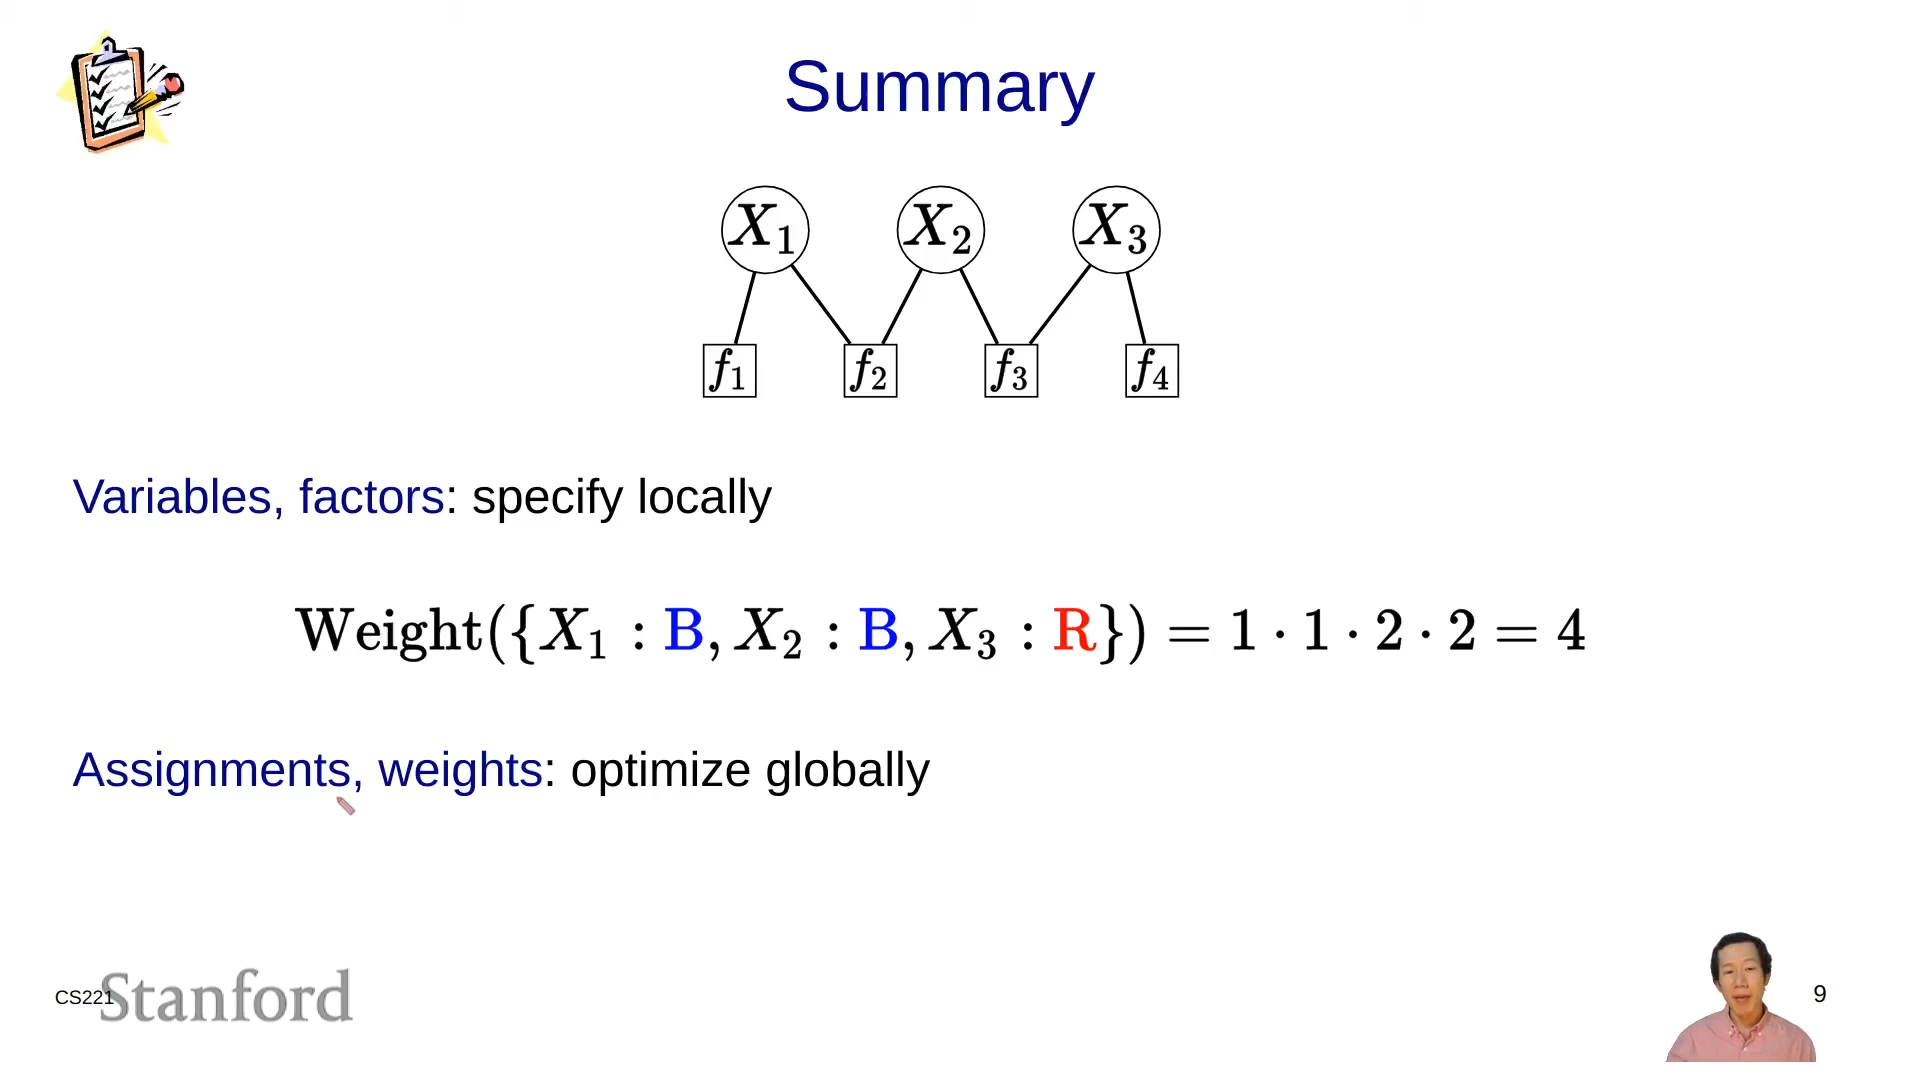 Summary
X1 X2 X3
f1 f2 f3 f4
Variables, factors: specify locally
Weight({X1 : B, X2 : B, X3 : R}) = 1 · 1 · 2 · 2 = 4
Assignments, weights: optimize globally
CS221 Stanford
9